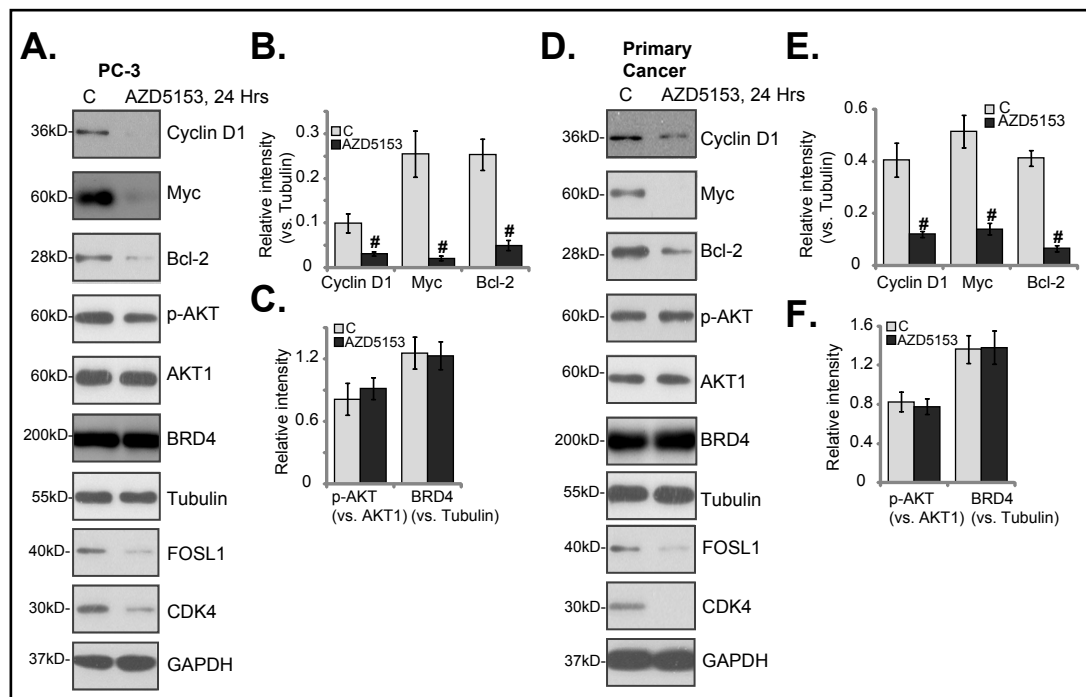 A.
PC-3
C AZD5153, 24 Hrs
36kD- Cyclin D1
60kD- Myc
28kD- Bcl-2
60kD- p-AKT
60kD- AKT1
200kD- BRD4
55kD- Tubulin
40kD- FOSL1
30kD- CDK4
37kD- GAPDH
B.
Relative intensity
(vs. Tubulin)
0.3
0.2
0.1
0
C
AZD5153
# # #
Cyclin D1 Myc Bcl-2
C.
Relative intensity
1.2
0.6
0
C
AZD5153
p-AKT BRD4
(vs. AKT1) (vs. Tubulin)
D.
Primary
Cancer
C AZD5153, 24 Hrs
36kD- Cyclin D1
60kD- Myc
28kD- Bcl-2
60kD- p-AKT
60kD- AKT1
200kD- BRD4
55kD- Tubulin
40kD- FOSL1
30kD- CDK4
37kD- GAPDH
E.
Relative intensity
(vs. Tubulin)
0.6
0.4
0.2
0.0
C
AZD5153
# # #
Cyclin D1 Myc Bcl-2
F.
Relative intensity
1.6
1.2
0.8
0.4
0
C
AZD5153
p-AKT BRD4
(vs. AKT1) (vs. Tubulin)